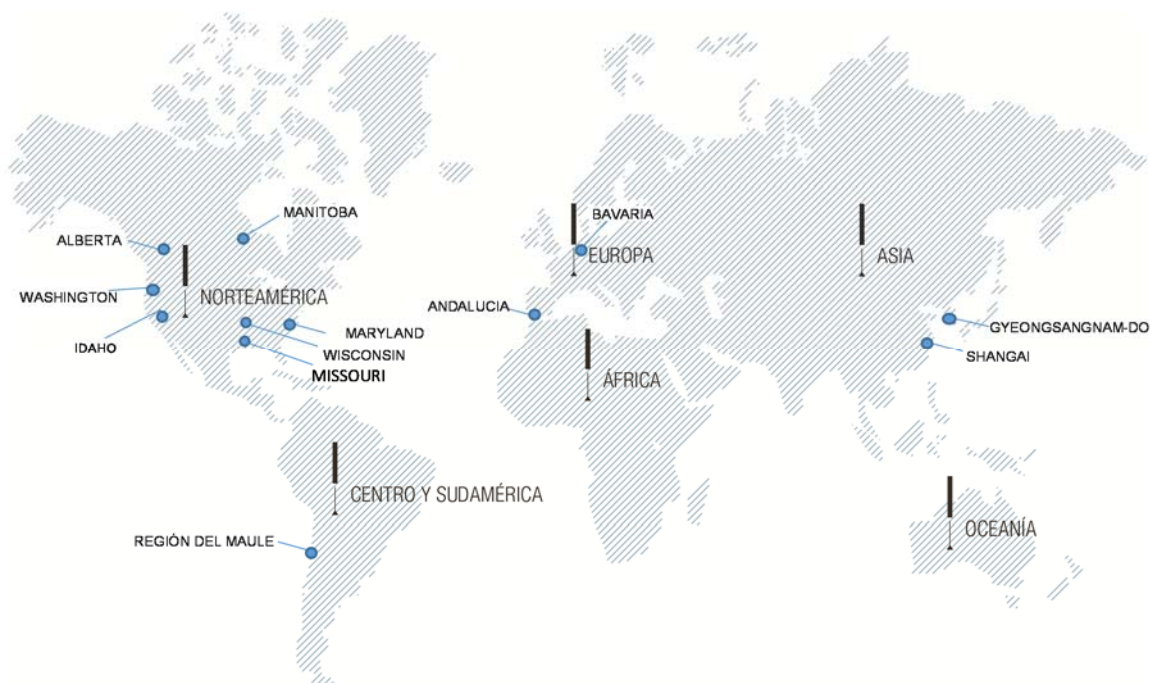 MANITOBA
BAVARIA
ALBERTA
EUROPA
ASIA
WASHINGTON
NORTEAMÉRICA
ANDALUCIA
MARYLAND
GYEONGSANGNAM-DO
IDAHO
WISCONSIN
SHANGAI
MISSOURI
ÁFRICA
CENTRO Y SUDAMÉRICA
OCEANÍA
REGIÓN DEL MAULE